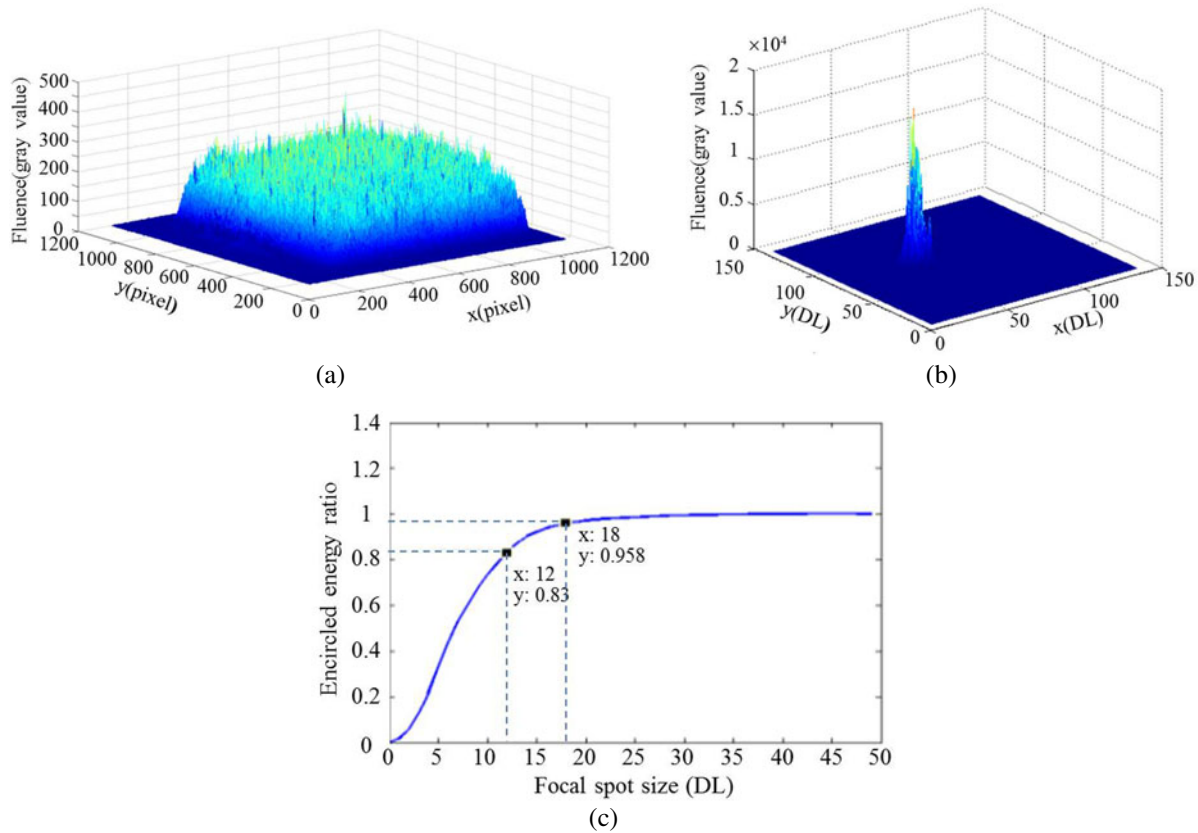 500
400
300
200
100
0
Fluence(gray value)
1200
1000
800
600
400
200
0
y(pixel)
0
200
400
600
800
1000
1200
x(pixel)
(a)
×10⁴
2
1.5
1
0.5
0
Fluence(gray value)
150
100
50
0
y(DL)
0
50
100
150
x(DL)
(b)
1.4
1.2
1
0.8
0.6
0.4
0.2
0
Encircled energy ratio
x: 18
y: 0.958
x: 12
y: 0.83
0 5 10 15 20 25 30 35 40 45 50
Focal spot size (DL)
(c)